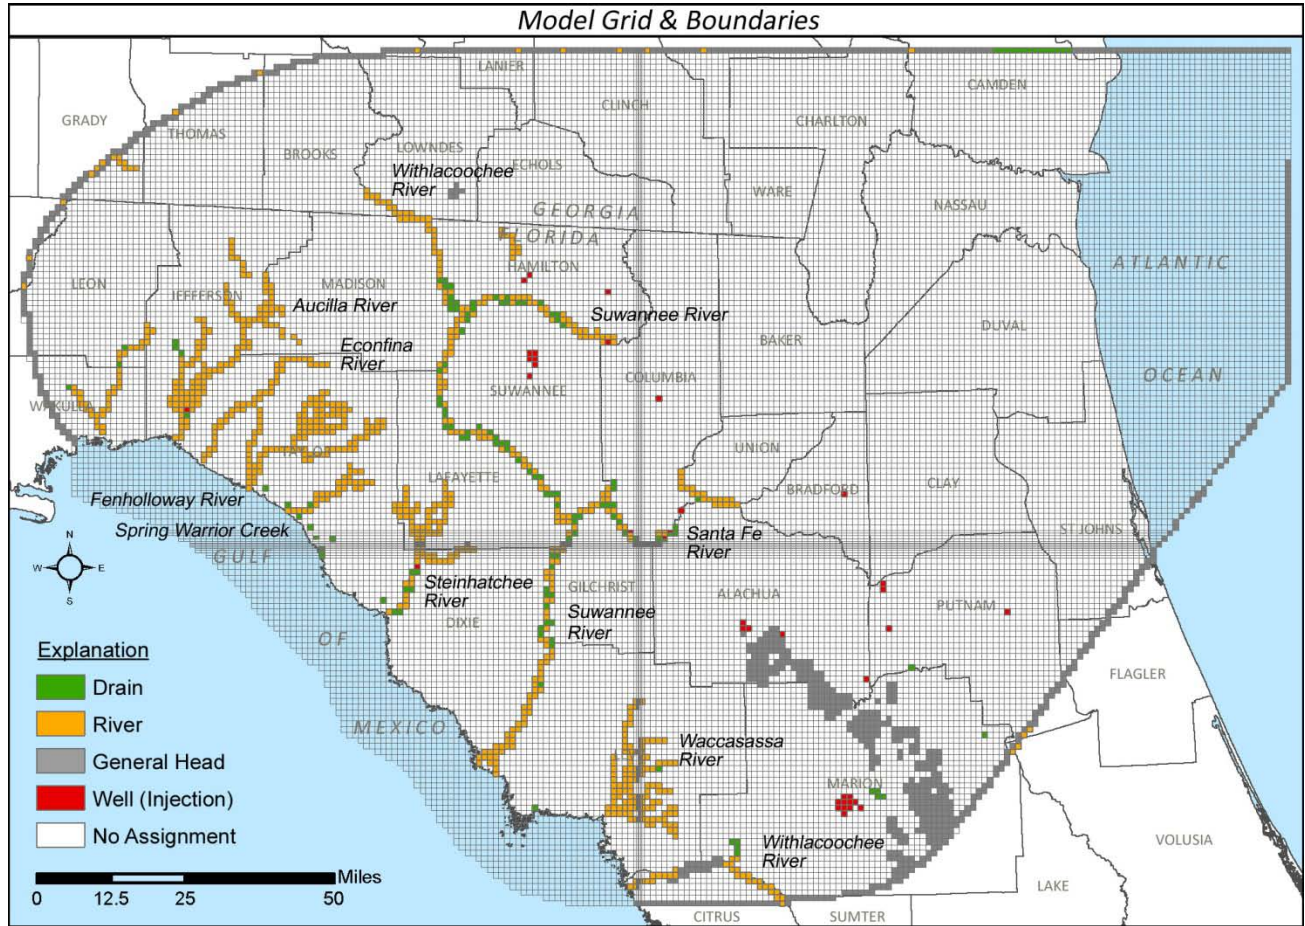 Model Grid & Boundaries
LANIER
CAMDEN
CLINCH
GRADY
THOMAS
CHARLTON
BROOKS
LOWNDES
ECHOLS
Withlacoochee
River
WARE
NASSAU
GEORGIA
FLORIDA
HAMILTON
ATLANTIC
LEON
JEFFERSON
MADISON
Aucilla River
Suwannee River
DUVAL
Econfina
River
BAKER
OCEAN
SUWANNEE
COLUMBIA
WAKULLA
UNION
TAYLOR
LAFAYETTE
BRADFORD
CLAY
Fenholloway River
ST JOHNS
Spring Warrior Creek
Santa Fe
River
GULF
N
W E
S
Steinhatchee
River
GILCHRIST
ALACHUA
PUTNAM
Suwannee
River
DIXIE
OF
Explanation
FLAGLER
Drain
River
MEXICO
Waccasassa
River
General Head
MARION
Well (Injection)
No Assignment
Withlacoochee
River
VOLUSIA
Miles
0 12.5 25 50
LAKE
CITRUS
SUMTER